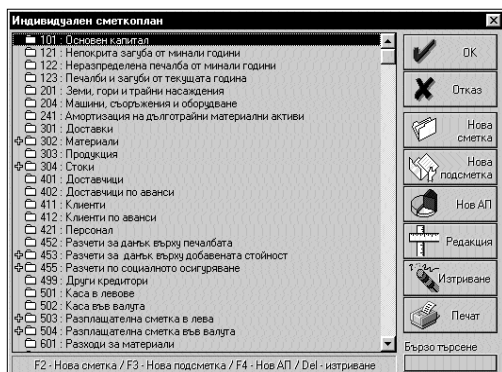 Индивидуален сметкоплан
101 : Основен капитал
121 : Непокрита загуба от минали години
122 : Неразпределена печалба от минали години
123 : Печалби и загуби от текущата година
201 : Земи, гори и трайни насаждения
204 : Машини, съоръжения и оборудване
241 : Амортизация на дълготрайни материални активи
301 : Доставки
302 : Материали
303 : Продукция
304 : Стоки
401 : Доставчици
402 : Доставчици по аванси
411 : Клиенти
412 : Клиенти по аванси
421 : Персонал
452 : Разчети за данък върху печалбата
453 : Разчети за данък върху добавената стойност
455 : Разчети по социалното осигуряване
499 : Други кредитори
501 : Каса в левове
502 : Каса във валута
503 : Разплащателна сметка в лева
504 : Разплащателна сметка във валута
601 : Разходи за материали
F2 - Нова сметка / F3 - Нова подсметка / F4 - Нов АП / Del - изтриване
OK
Отказ
Нова
сметка
Нова
подсметка
Нов АП
Редакция
Изтриване
Печат
Бързо търсене